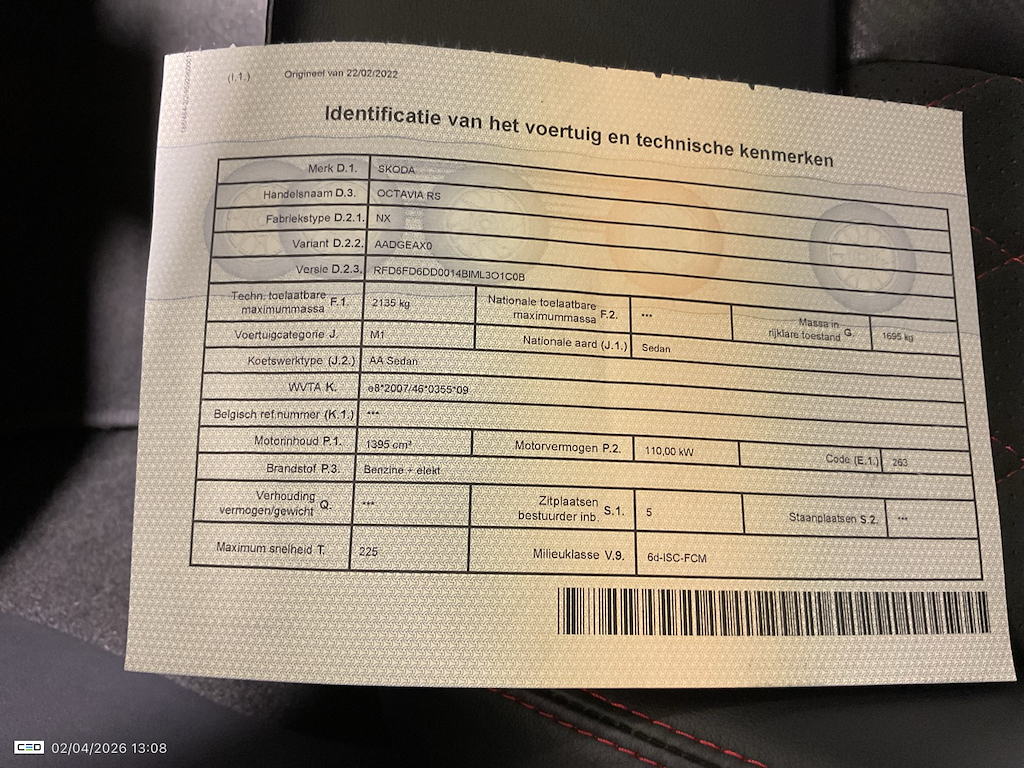 (I.1.) Origineel van 22/02/2022
Identificatie van het voertuig en technische kenmerken
Merk D.1. SKODA
Handelsnaam D.3. OCTAVIA RS
Fabriekstype D.2.1. NX
Variant D.2.2. AADGEAX0
Versie D.2.3. RFD6FD6DD0014BIML3O1C0B
Techn. toelaatbare maximummassa F.1. 2135 kg Nationale toelaatbare maximummassa F.2. *** Massa in rijklare toestand G. 1695 kg
Voertuigcategorie J. M1 Nationale aard (J.1.) Sedan
Koetswerktype (J.2.) AA Sedan
WVTA K. e8*2007/46*0355*09
Belgisch ref.nummer (K.1.) ***
Motorinhoud P.1. 1395 cm³ Motorvermogen P.2. 110,00 kW Code (E.1.) 263
Brandstof P.3. Benzine + elekt
Verhouding vermogen/gewicht Q. *** Zitplaatsen bestuurder inb. S.1. 5 Staanplaatsen S.2. ***
Maximum snelheid T. 225 Milieuklasse V.9. 6d-ISC-FCM
CEO 02/04/2026 13:08